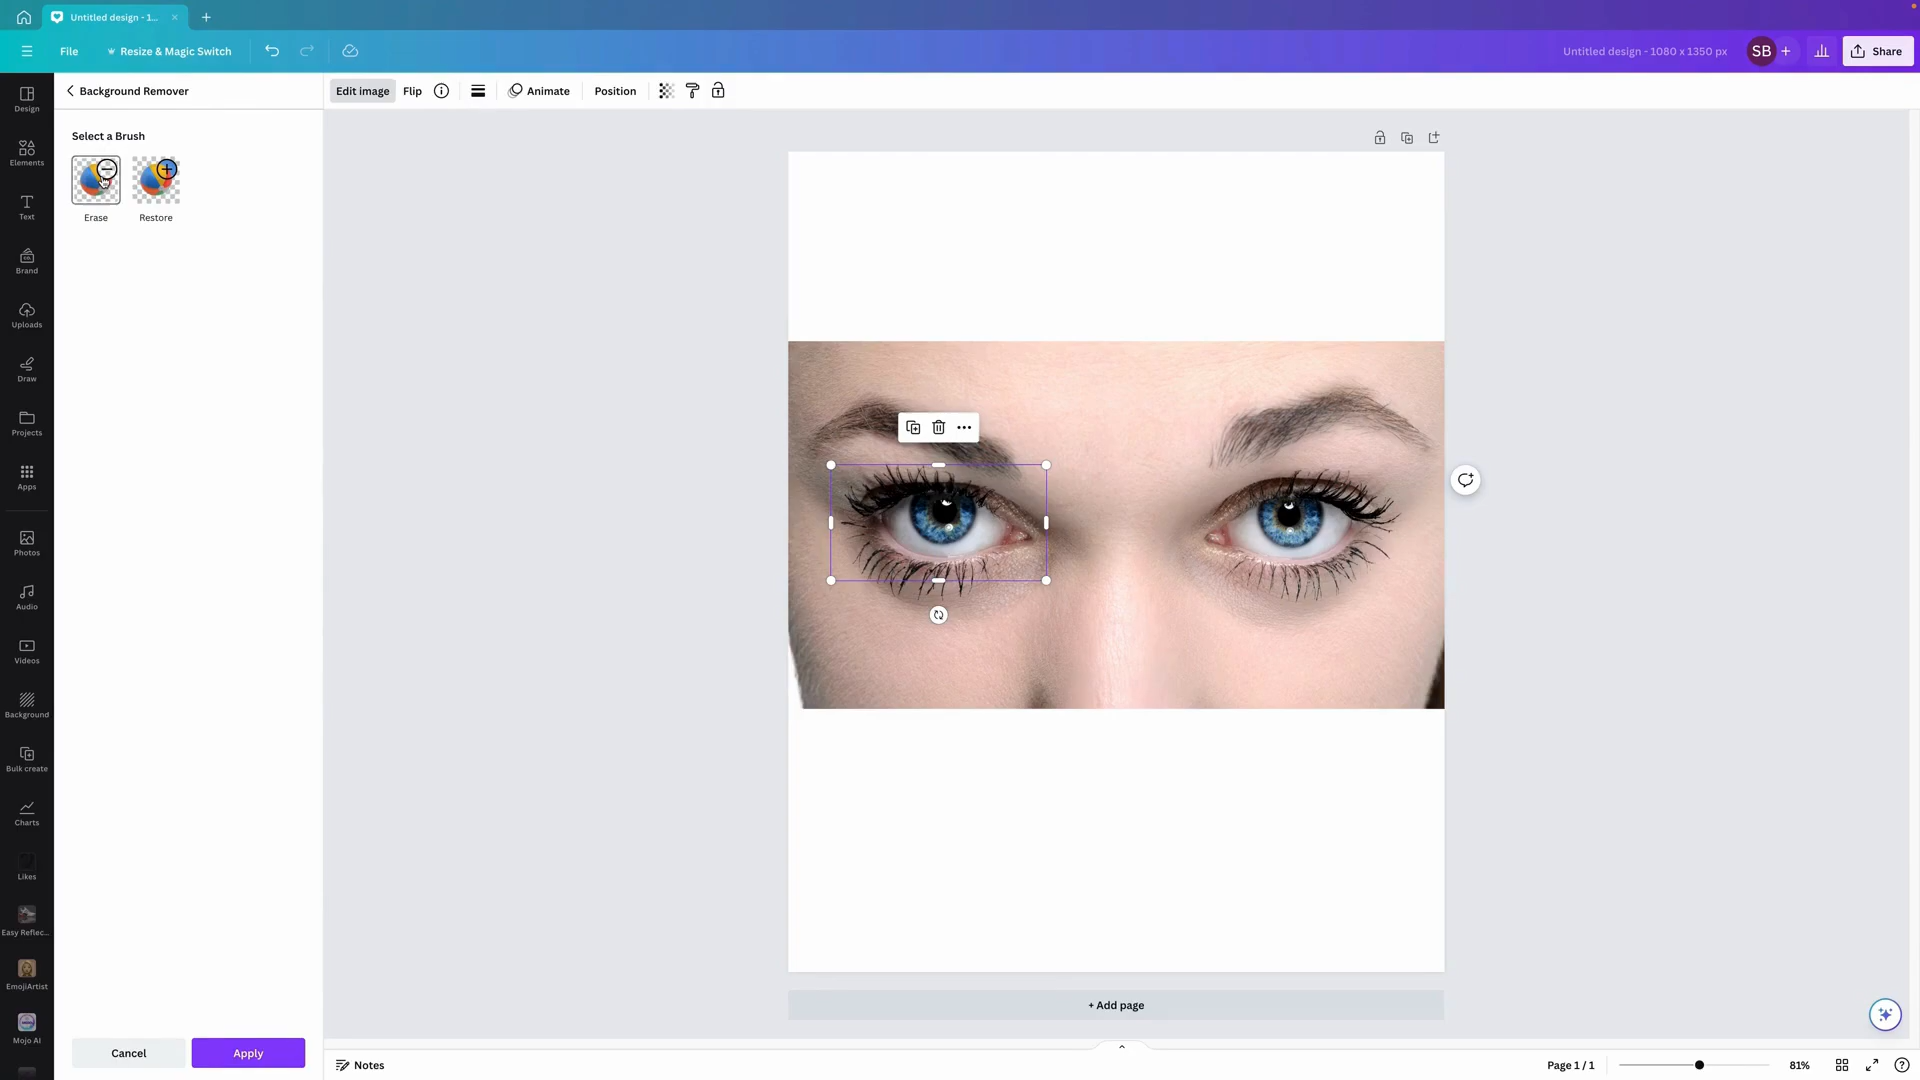 Untitled design - 1...
File
Resize & Magic Switch
Untitled design - 1080 x 1350 px
SB
Share
Background Remover
Edit image
Flip
Animate
Position
Select a Brush
Erase
Restore
Design
Elements
Text
Brand
Uploads
Draw
Projects
Apps
Photos
Audio
Videos
Background
Bulk create
Charts
Likes
Easy Reflec...
EmojiArtist
Mojo AI
+ Add page
Cancel
Apply
Notes
Page 1 / 1
81%